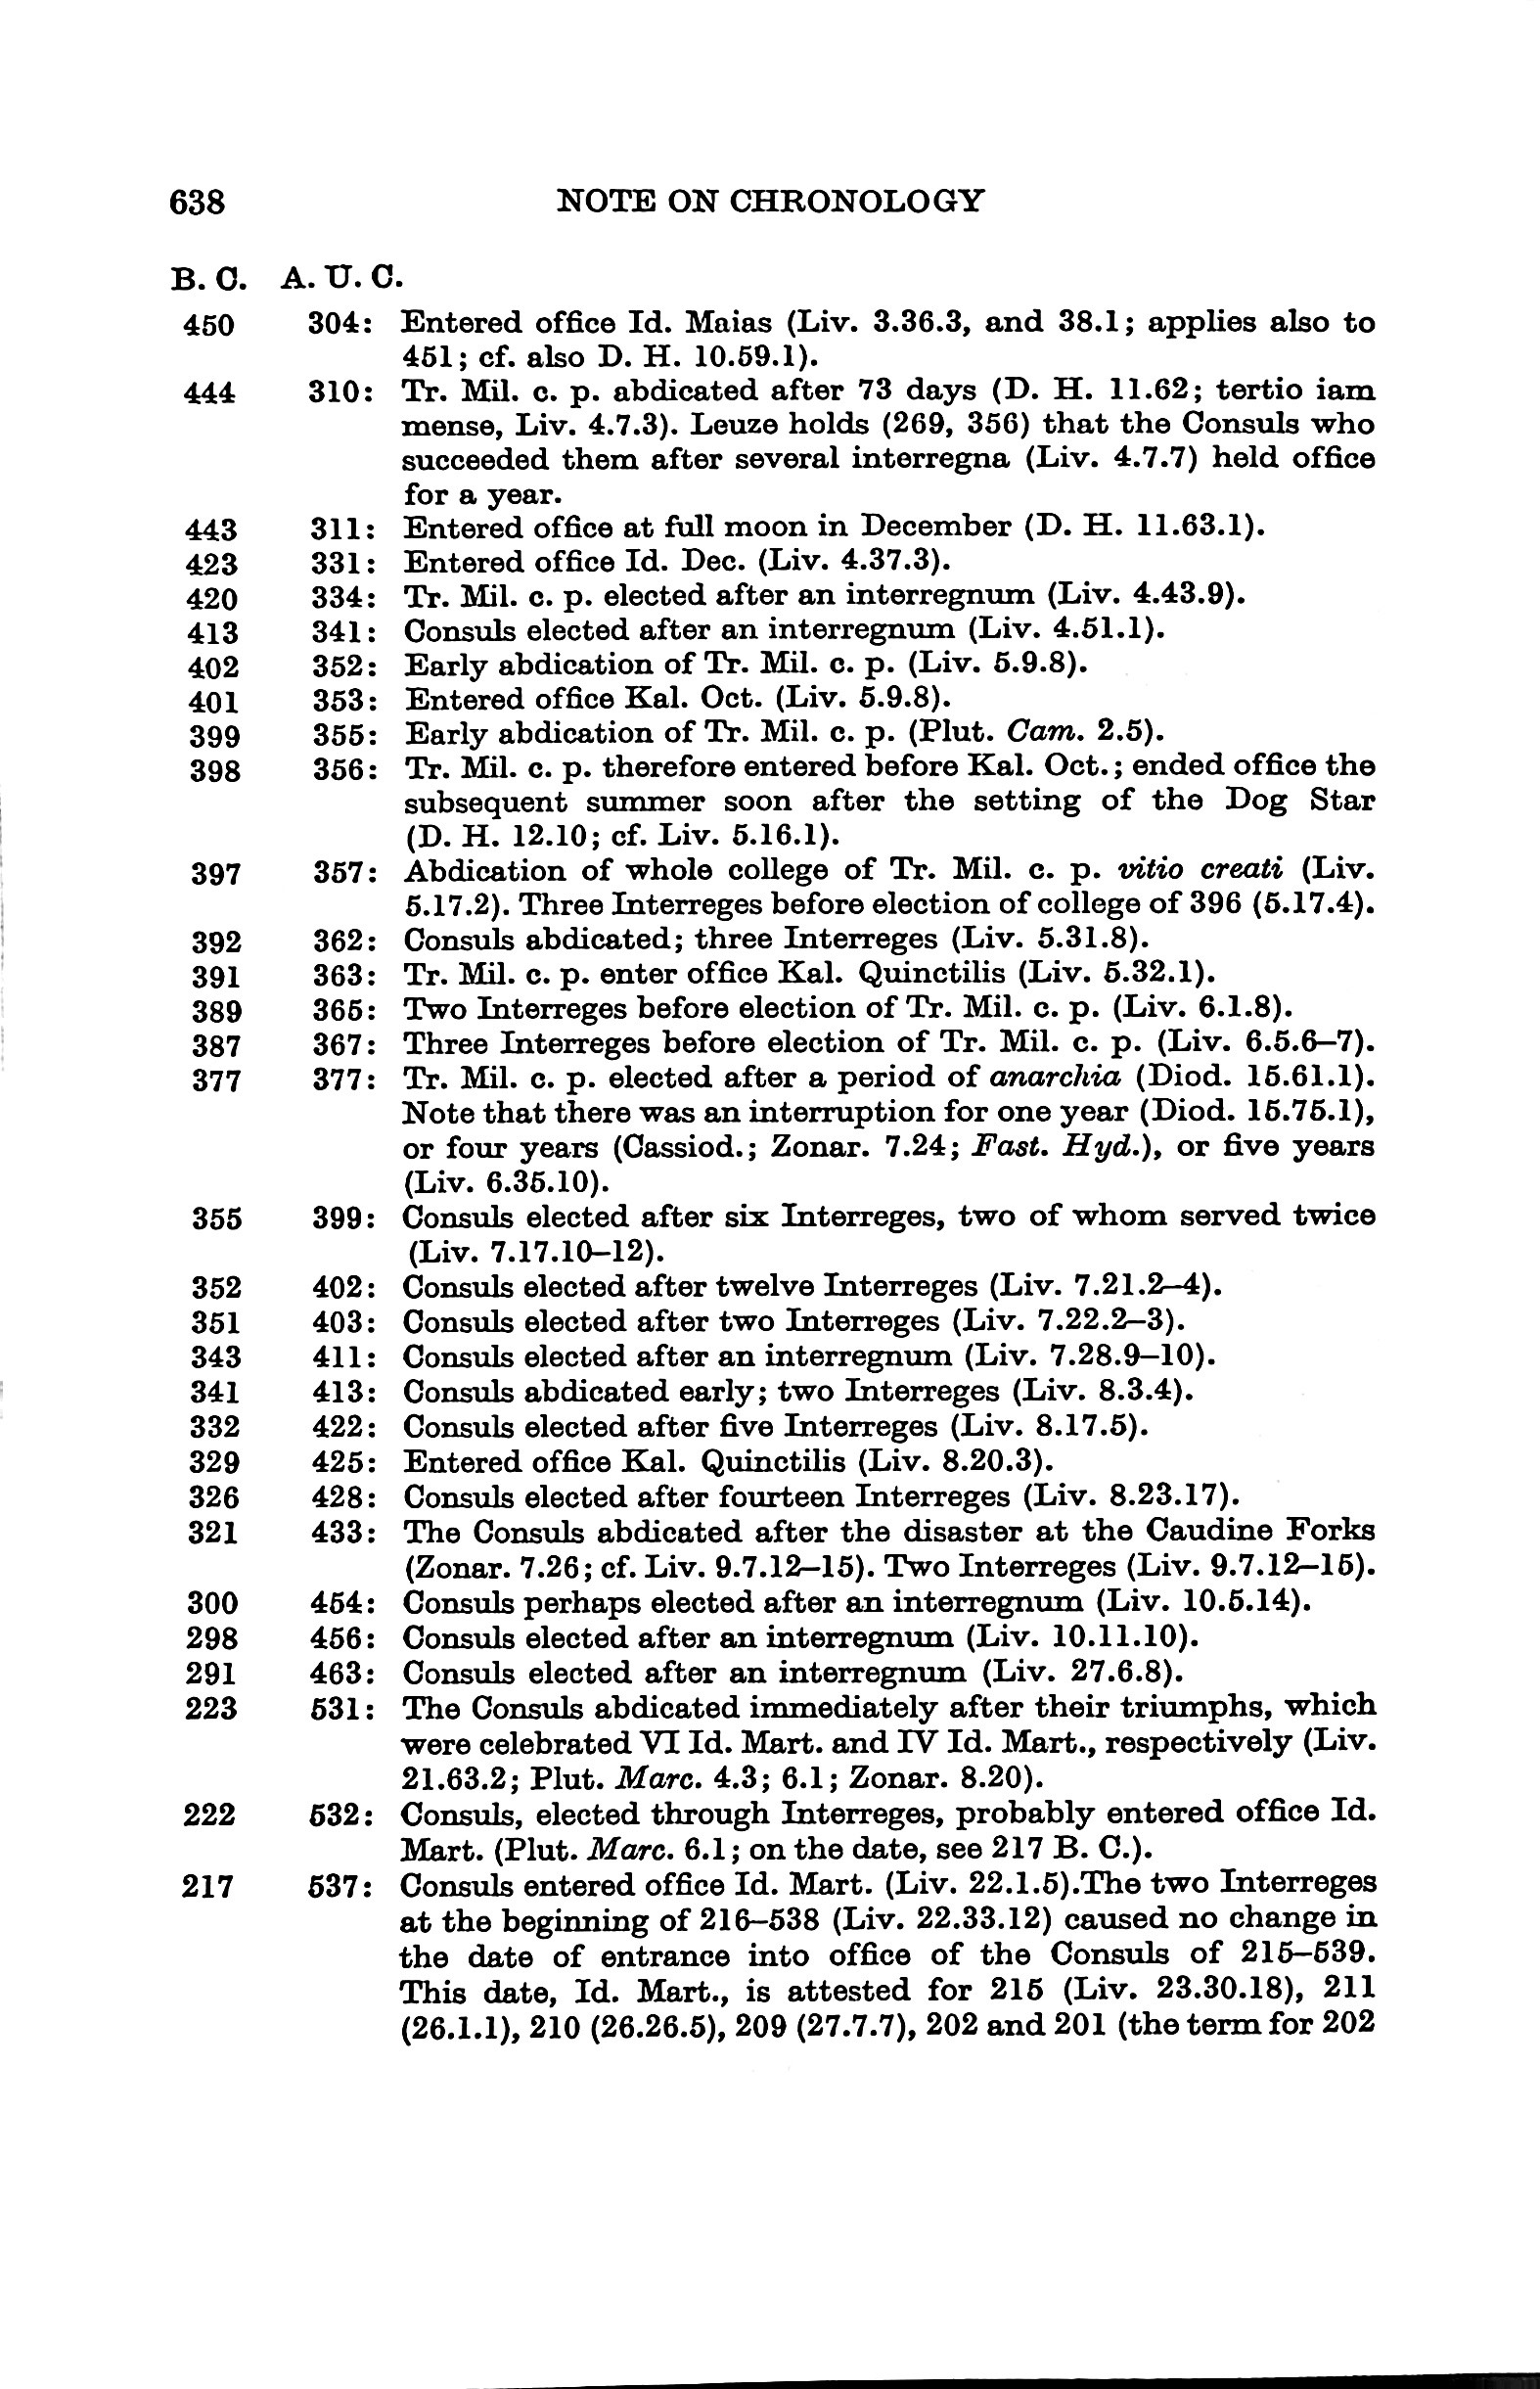 638 NOTE ON CHRONOLOGY
B. C. A. U. C.
450 304: Entered office Id. Maias (Liv. 3.36.3, and 38.1; applies also to
451; cf. also D. H. 10.59.1).
444 310: Tr. Mil. c. p. abdicated after 73 days (D. H. 11.62; tertio iam
mense, Liv. 4.7.3). Leuze holds (269, 356) that the Consuls who
succeeded them after several interregna (Liv. 4.7.7) held office
for a year.
443 311: Entered office at full moon in December (D. H. 11.63.1).
423 331: Entered office Id. Dec. (Liv. 4.37.3).
420 334: Tr. Mil. c. p. elected after an interregnum (Liv. 4.43.9).
413 341: Consuls elected after an interregnum (Liv. 4.51.1).
402 352: Early abdication of Tr. Mil. c. p. (Liv. 5.9.8).
401 353: Entered office Kal. Oct. (Liv. 5.9.8).
399 355: Early abdication of Tr. Mil. c. p. (Plut. Cam. 2.5).
398 356: Tr. Mil. c. p. therefore entered before Kal. Oct.; ended office the
subsequent summer soon after the setting of the Dog Star
(D. H. 12.10; cf. Liv. 5.16.1).
397 357: Abdication of whole college of Tr. Mil. c. p. vitio creati (Liv.
5.17.2). Three Interreges before election of college of 396 (5.17.4).
392 362: Consuls abdicated; three Interreges (Liv. 5.31.8).
391 363: Tr. Mil. c. p. enter office Kal. Quinctilis (Liv. 5.32.1).
389 365: Two Interreges before election of Tr. Mil. c. p. (Liv. 6.1.8).
387 367: Three Interreges before election of Tr. Mil. c. p. (Liv. 6.5.6–7).
377 377: Tr. Mil. c. p. elected after a period of anarchia (Diod. 15.61.1).
Note that there was an interruption for one year (Diod. 15.75.1),
or four years (Cassiod.; Zonar. 7.24; Fast. Hyd.), or five years
(Liv. 6.35.10).
355 399: Consuls elected after six Interreges, two of whom served twice
(Liv. 7.17.10–12).
352 402: Consuls elected after twelve Interreges (Liv. 7.21.2–4).
351 403: Consuls elected after two Interreges (Liv. 7.22.2–3).
343 411: Consuls elected after an interregnum (Liv. 7.28.9–10).
341 413: Consuls abdicated early; two Interreges (Liv. 8.3.4).
332 422: Consuls elected after five Interreges (Liv. 8.17.5).
329 425: Entered office Kal. Quinctilis (Liv. 8.20.3).
326 428: Consuls elected after fourteen Interreges (Liv. 8.23.17).
321 433: The Consuls abdicated after the disaster at the Caudine Forks
(Zonar. 7.26; cf. Liv. 9.7.12–15). Two Interreges (Liv. 9.7.12–15).
300 454: Consuls perhaps elected after an interregnum (Liv. 10.5.14).
298 456: Consuls elected after an interregnum (Liv. 10.11.10).
291 463: Consuls elected after an interregnum (Liv. 27.6.8).
223 531: The Consuls abdicated immediately after their triumphs, which
were celebrated VI Id. Mart. and IV Id. Mart., respectively (Liv.
21.63.2; Plut. Marc. 4.3; 6.1; Zonar. 8.20).
222 532: Consuls, elected through Interreges, probably entered office Id.
Mart. (Plut. Marc. 6.1; on the date, see 217 B. C.).
217 537: Consuls entered office Id. Mart. (Liv. 22.1.5).The two Interreges
at the beginning of 216–538 (Liv. 22.33.12) caused no change in
the date of entrance into office of the Consuls of 215–539.
This date, Id. Mart., is attested for 215 (Liv. 23.30.18), 211
(26.1.1), 210 (26.26.5), 209 (27.7.7), 202 and 201 (the term for 202